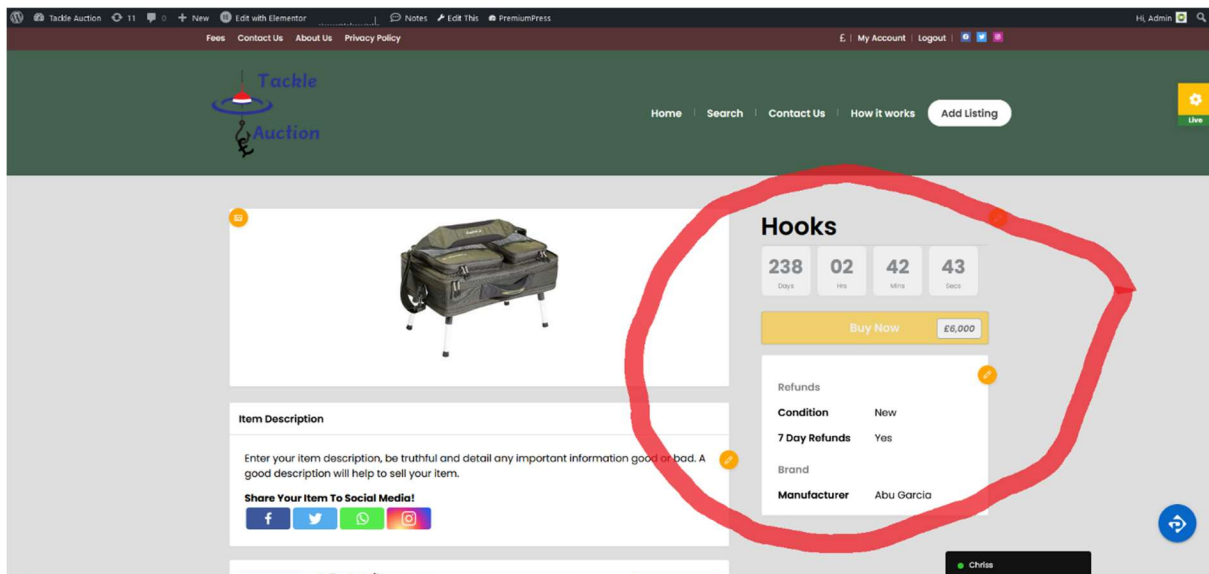 Tackle Auction 11 0 New Edit with Elementor Notes Edit This PremiumPress Hi, Admin
Fees Contact Us About Us Privacy Policy £ | My Account | Logout |
Tackle
Auction
Home Search Contact Us How it works Add Listing
Live
Hooks
238 02 42 43
Days Hrs Mins Secs
Buy Now £6,000
Refunds
Condition New
7 Day Refunds Yes
Brand
Manufacturer Abu Garcia
Item Description
Enter your item description, be truthful and detail any important information good or bad. A
good description will help to sell your item.
Share Your Item To Social Media!
Chriss